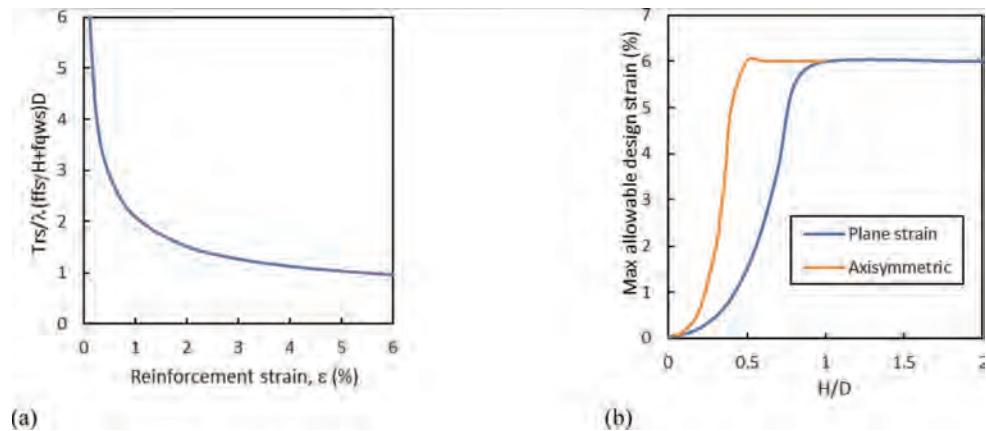 6
5
4
3
2
1
0
Trs/λ(ffsγH+fqws)D
0 1 2 3 4 5 6
Reinforcement strain, ε (%)
(a)
7
6
5
4
3
2
1
0
Max allowable design strain (%)
Plane strain
Axisymmetric
0 0.5 1 1.5 2
H/D
(b)